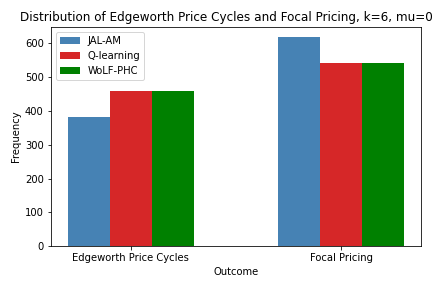 Distribution of Edgeworth Price Cycles and Focal Pricing, k=6, mu=0
JAL-AM
Q-learning
WoLF-PHC
600
500
400
300
200
100
0
Frequency
Edgeworth Price Cycles
Focal Pricing
Outcome